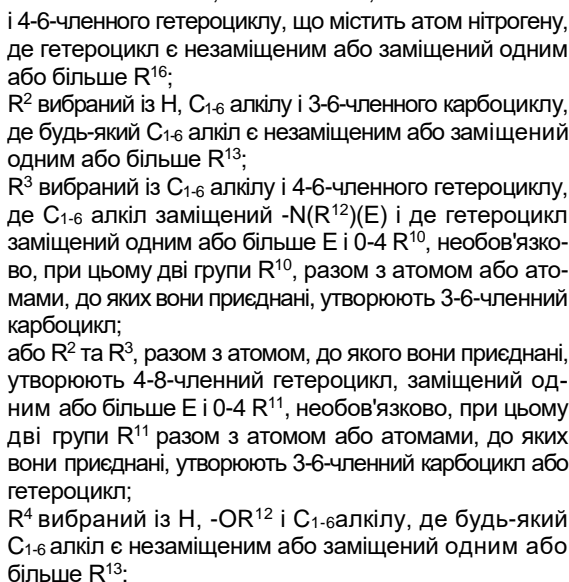 і 4-6-членного гетероциклу, що містить атом нітрогену,
де гетероцикл є незаміщеним або заміщений одним
або більше R¹⁶;
R² вибраний із H, C₁₋₆ алкілу і 3-6-членного карбоциклу,
де будь-який C₁₋₆ алкіл є незаміщеним або заміщений
одним або більше R¹³;
R³ вибраний із C₁₋₆ алкілу і 4-6-членного гетероциклу,
де C₁₋₆ алкіл заміщений -N(R¹²)(E) і де гетероцикл
заміщений одним або більше E і 0-4 R¹⁰, необов'язко-
во, при цьому дві групи R¹⁰, разом з атомом або ато-
мами, до яких вони приєднані, утворюють 3-6-членний
карбоцикл;
або R² та R³, разом з атомом, до якого вони приєднані,
утворюють 4-8-членний гетероцикл, заміщений од-
ним або більше E і 0-4 R¹¹, необов'язково, при цьому
дві групи R¹¹ разом з атомом або атомами, до яких
вони приєднані, утворюють 3-6-членний карбоцикл або
гетероцикл;
R⁴ вибраний із H, -OR¹² і C₁₋₆алкілу, де будь-який
C₁₋₆ алкіл є незаміщеним або заміщений одним або
більше R¹³;